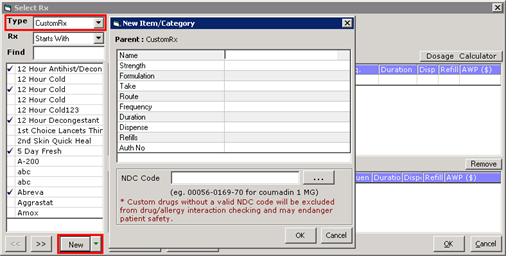 Select Rx
Type CustomRx
Rx Starts With
Find
12 Hour Antihist/Decon
12 Hour Cold
12 Hour Cold
12 Hour Cold
12 Hour Cold123
12 Hour Decongestant
1st Choice Lancets Thin
2nd Skin Quick Heal
5 Day Fresh
A-200
abc
abc
Abreva
Aggrastat
Amox
<< >> New
New Item/Category
Parent : CustomRx
Name
Strength
Formulation
Take
Route
Frequency
Duration
Dispense
Refills
Auth No
NDC Code ...
(eg. 00056-0169-70 for coumadin 1 MG)
* Custom drugs without a valid NDC code will be excluded
from drug/allergy interaction checking and may endanger
patient safety.
OK Cancel
Dosage Calculator
Duration Disp Refill AWP ($)
Remove
uen Duratio Disp- Refill AWP ($)
OK Cancel